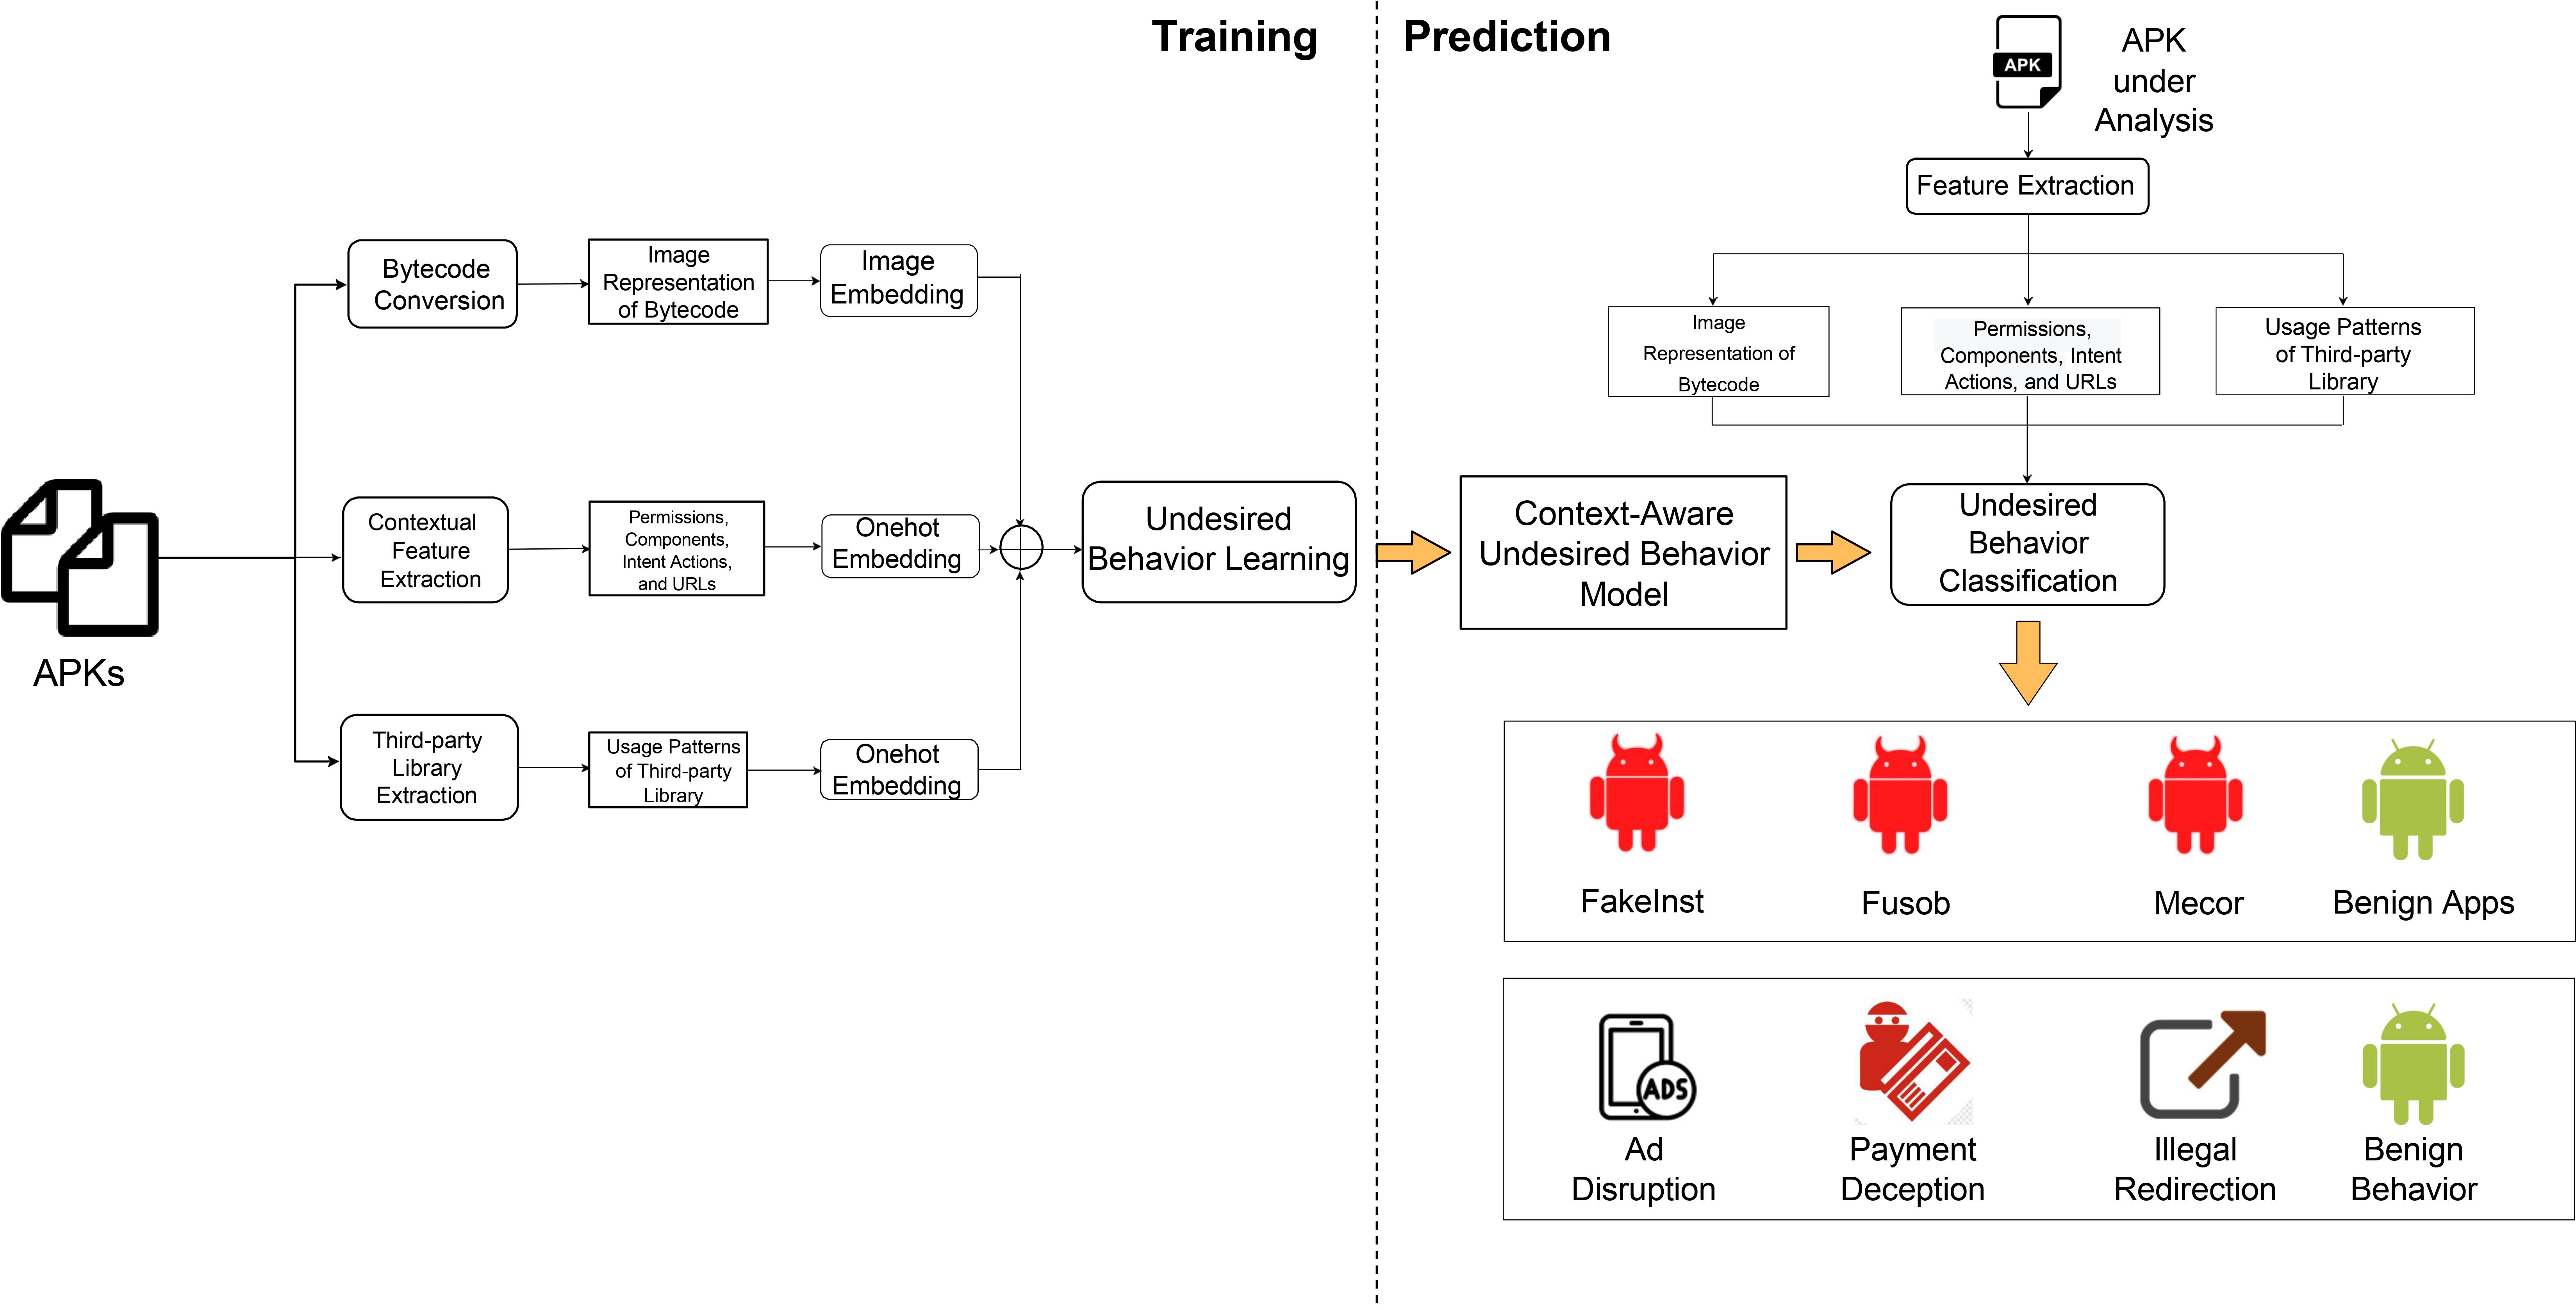 Training
Prediction
APK
APK
under
Analysis
Feature Extraction
Bytecode
Conversion
Image
Representation
of Bytecode
Image
Embedding
Image
Representation of
Bytecode
Permissions,
Components, Intent
Actions, and URLs
Usage Patterns
of Third-party
Library
APKs
Contextual
Feature
Extraction
Permissions,
Components,
Intent Actions,
and URLs
Onehot
Embedding
Undesired
Behavior Learning
Context-Aware
Undesired Behavior
Model
Undesired
Behavior
Classification
Third-party
Library
Extraction
Usage Patterns
of Third-party
Library
Onehot
Embedding
FakeInst
Fusob
Mecor
Benign Apps
ADS
Ad
Disruption
Payment
Deception
Illegal
Redirection
Benign
Behavior